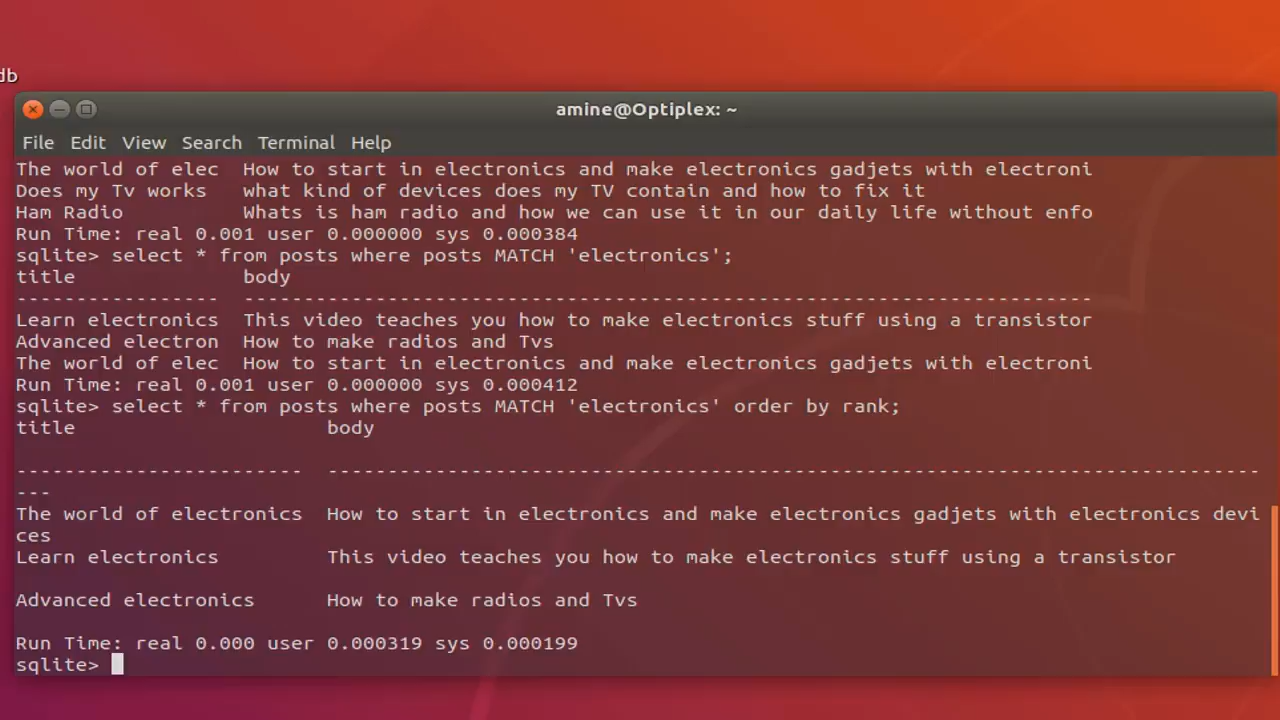 db
amine@Optiplex: ~
File Edit View Search Terminal Help
The world of elec  How to start in electronics and make electronics gadjets with electroni
Does my Tv works   what kind of devices does my TV contain and how to fix it
Ham Radio          Whats is ham radio and how we can use it in our daily life without enfo
Run Time: real 0.001 user 0.000000 sys 0.000384
sqlite> select * from posts where posts MATCH 'electronics';
title              body
-----------------  -----------------------------------------------------------------------
Learn electronics  This video teaches you how to make electronics stuff using a transistor
Advanced electron  How to make radios and Tvs
The world of elec  How to start in electronics and make electronics gadjets with electroni
Run Time: real 0.001 user 0.000000 sys 0.000412
sqlite> select * from posts where posts MATCH 'electronics' order by rank;
title                     body
------------------------  ------------------------------------------------------------------------------
---
The world of electronics  How to start in electronics and make electronics gadjets with electronics devi
ces
Learn electronics         This video teaches you how to make electronics stuff using a transistor
Advanced electronics      How to make radios and Tvs
Run Time: real 0.000 user 0.000319 sys 0.000199
sqlite>